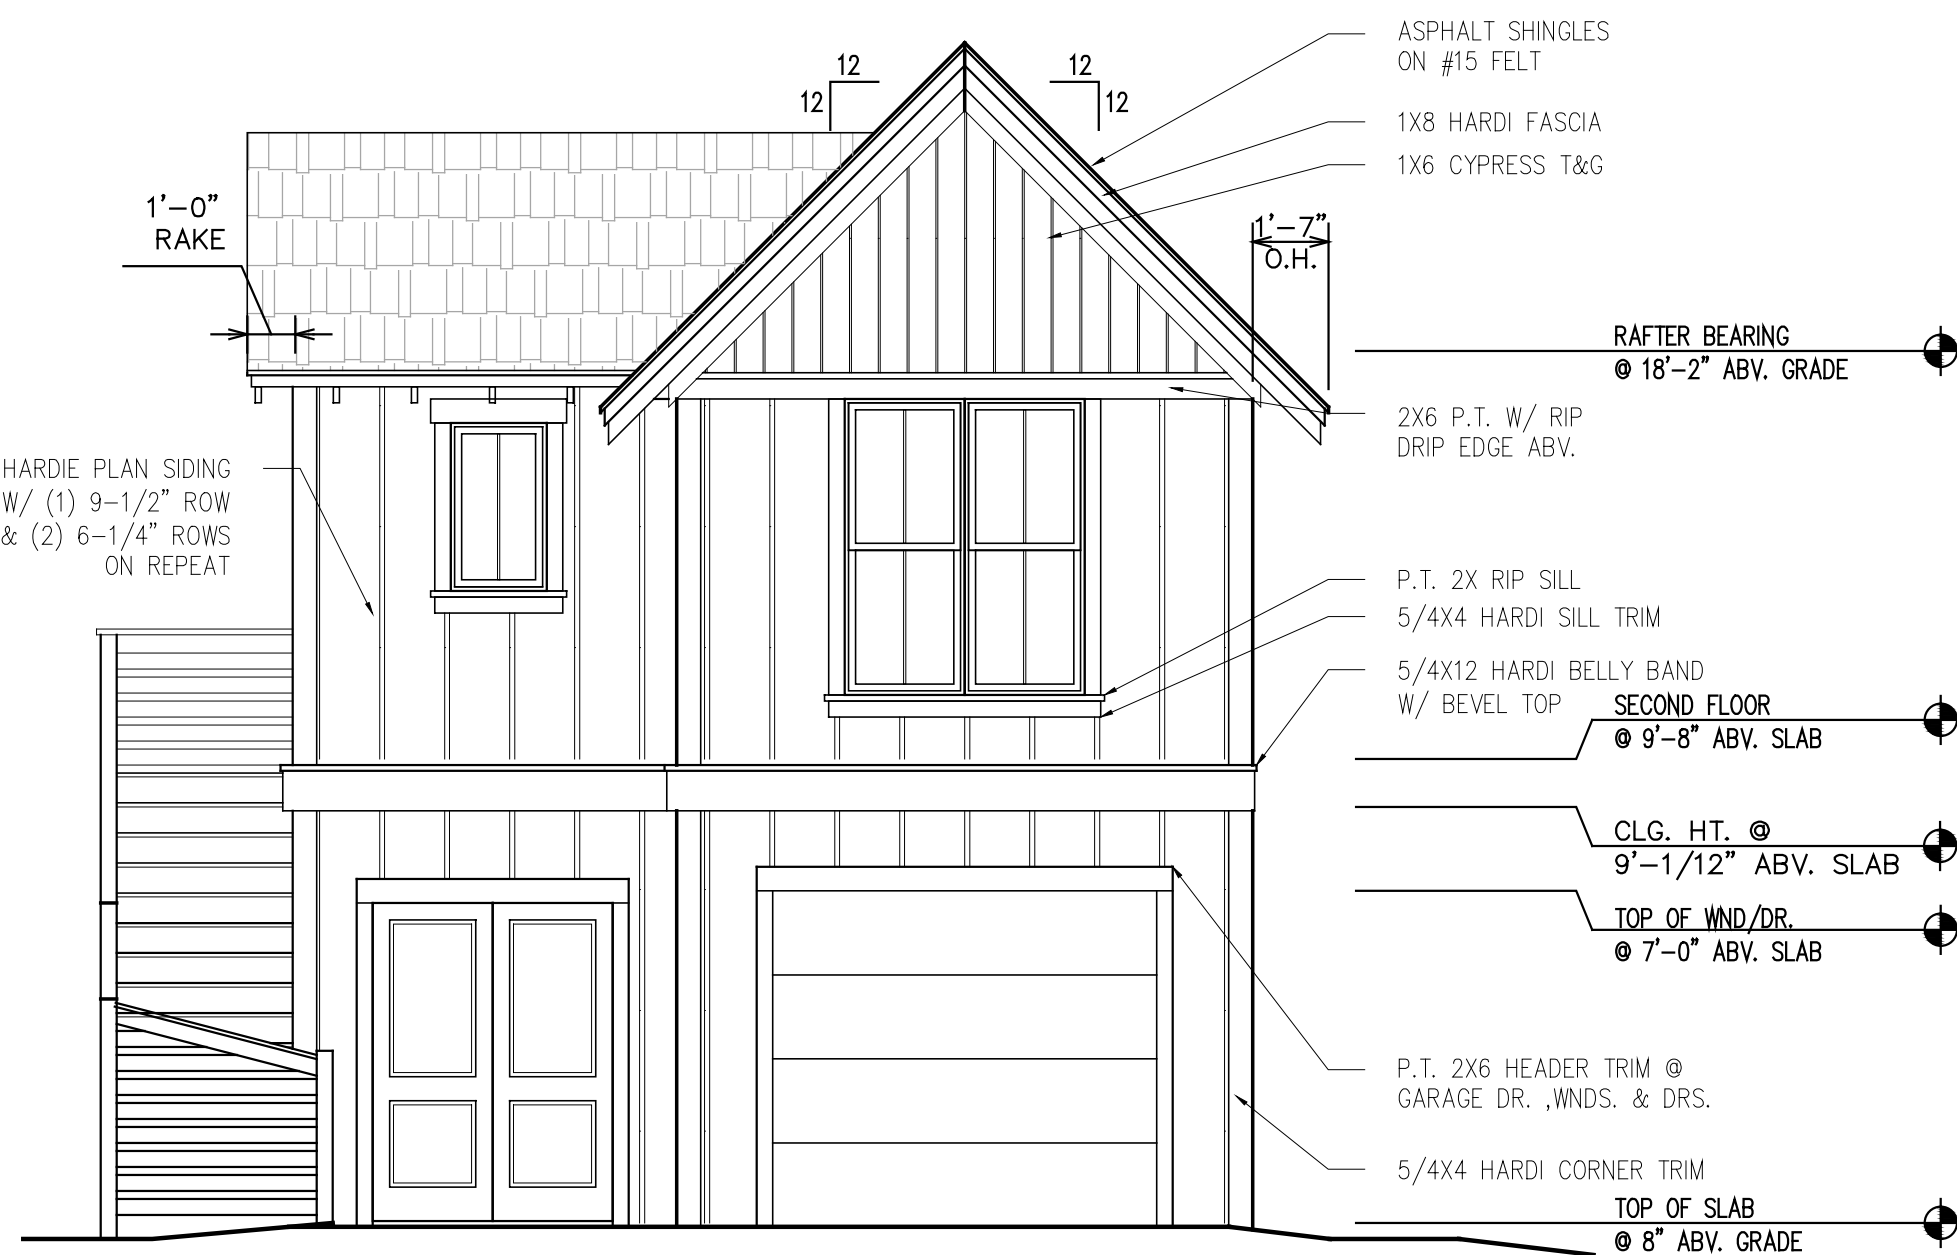 ASPHALT SHINGLES
ON #15 FELT
12
12
12
12
1X8 HARDI FASCIA
1X6 CYPRESS T&G
1'-0"
RAKE
1'-7"
O.H.
RAFTER BEARING
@ 18'-2" ABV. GRADE
2X6 P.T. W/ RIP
DRIP EDGE ABV.
HARDIE PLAN SIDING
W/ (1) 9-1/2" ROW
& (2) 6-1/4" ROWS
ON REPEAT
P.T. 2X RIP SILL
5/4X4 HARDI SILL TRIM
5/4X12 HARDI BELLY BAND
W/ BEVEL TOP
SECOND FLOOR
@ 9'-8" ABV. SLAB
CLG. HT. @
9'-1/12" ABV. SLAB
TOP OF WND/DR.
@ 7'-0" ABV. SLAB
P.T. 2X6 HEADER TRIM @
GARAGE DR. ,WNDS. & DRS.
5/4X4 HARDI CORNER TRIM
TOP OF SLAB
@ 8" ABV. GRADE